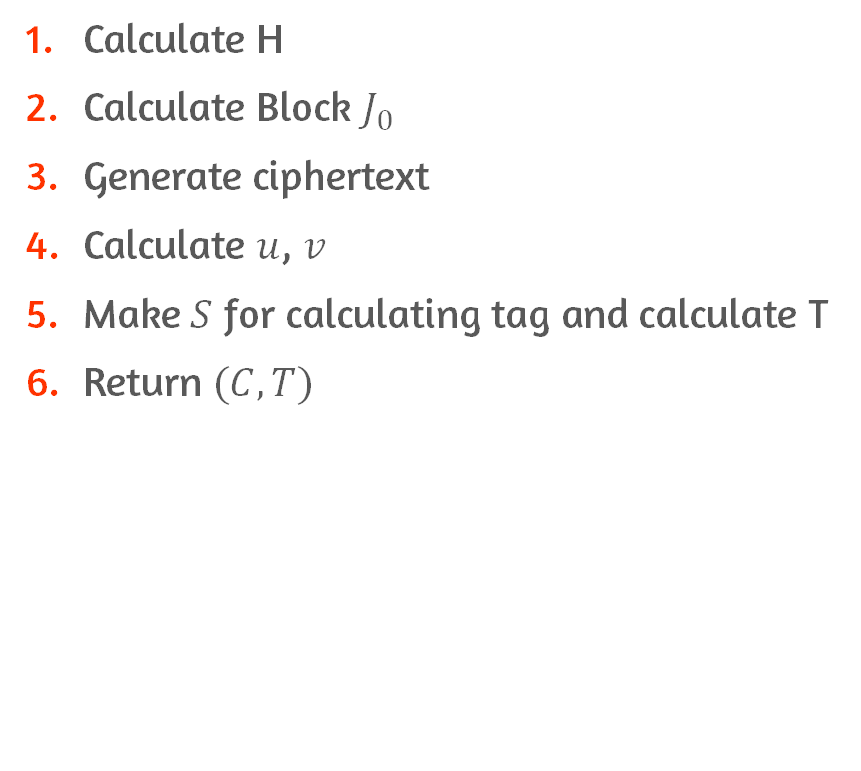 1. Calculate H
2. Calculate Block J₀
3. Generate ciphertext
4. Calculate u, v
5. Make S for calculating tag and calculate T
6. Return (C, T)